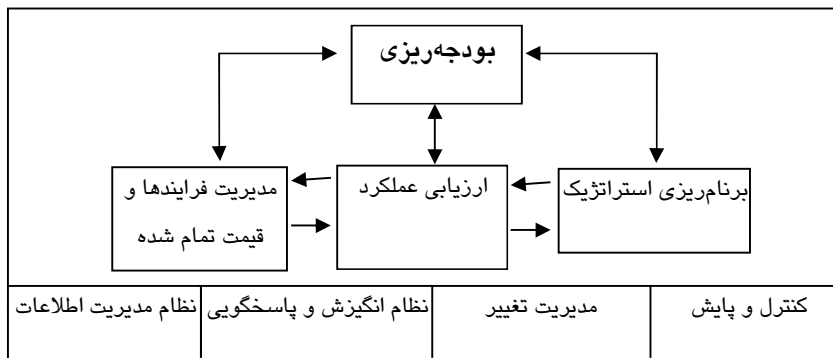 بودجه‌ریزی
برنام‌ریزی استراتژیک
ارزیابی عملکرد
مدیریت فرایندها و
قیمت تمام شده
کنترل و پایش
مدیریت تغییر
نظام انگیزش و پاسخگویی
نظام مدیریت اطلاعات